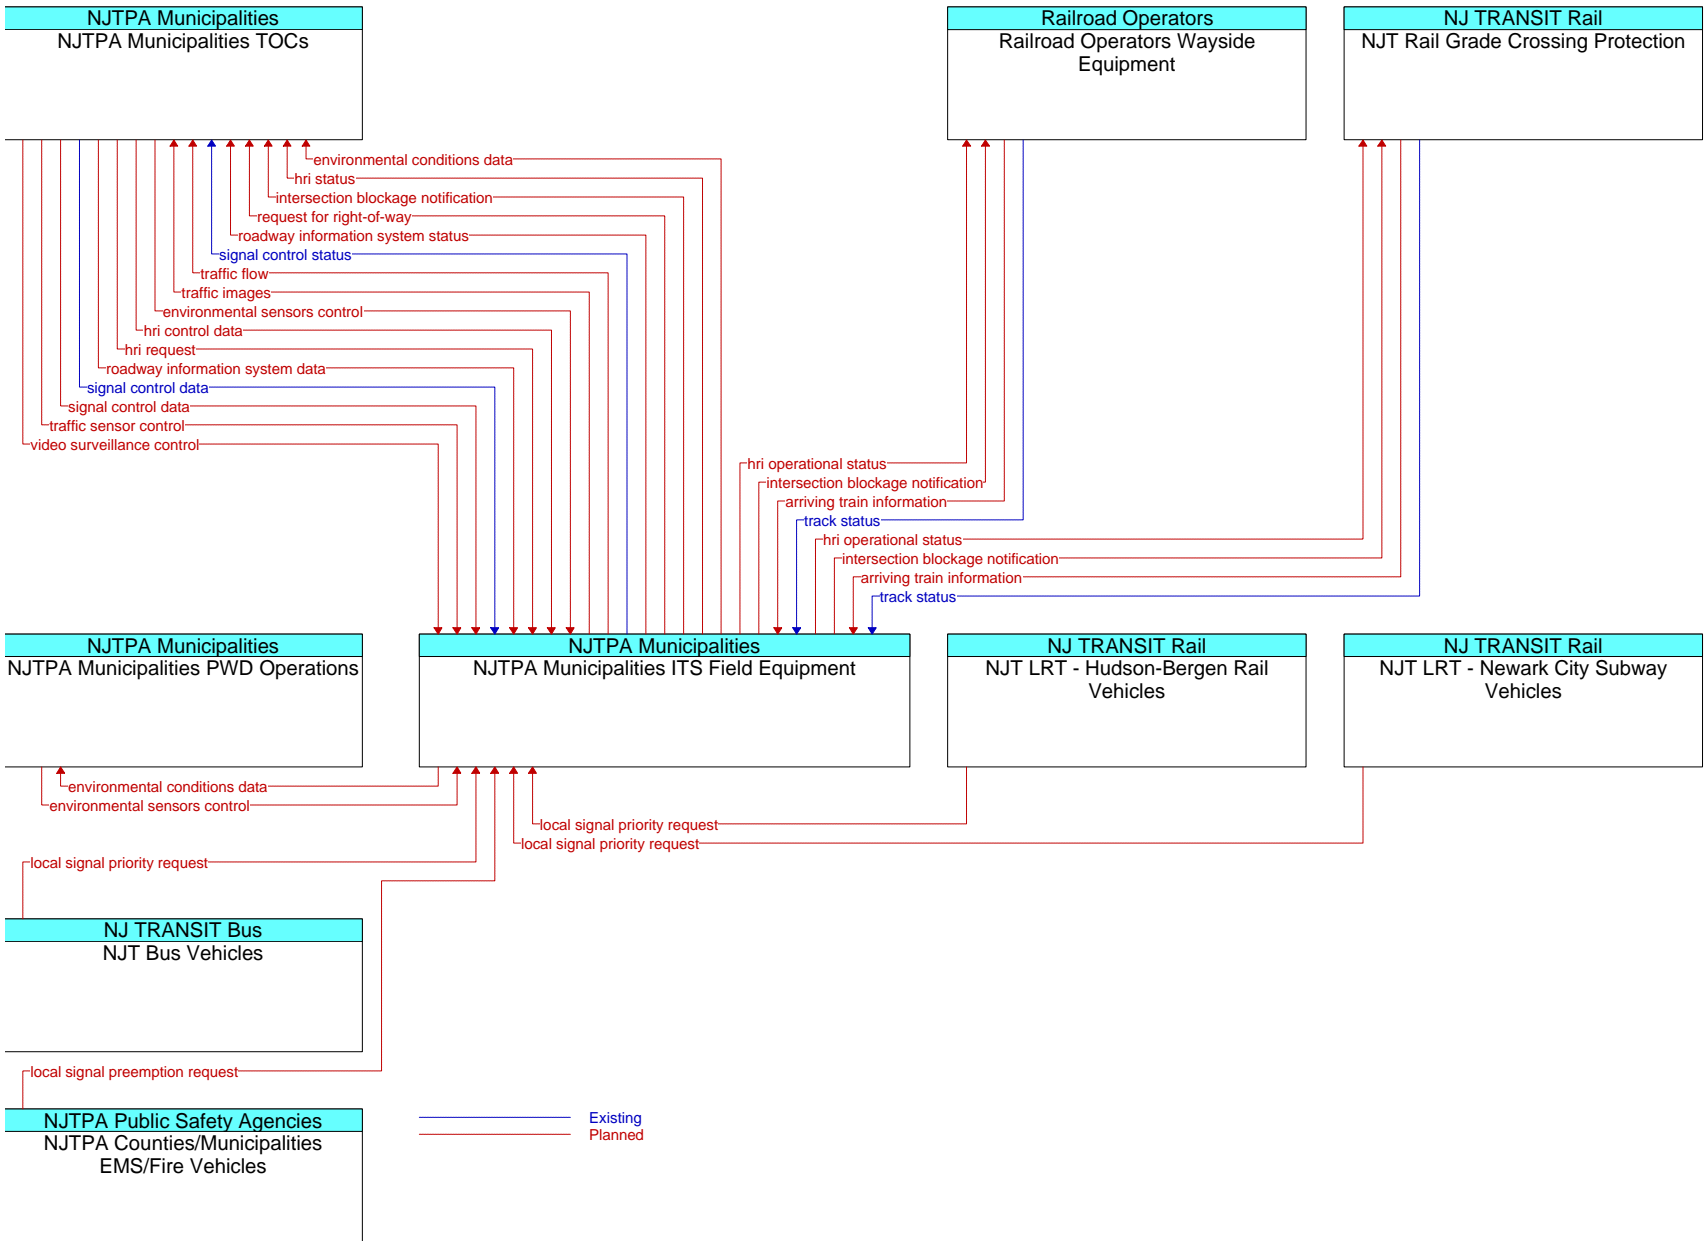 NJTPA Municipalities
NJTPA Municipalities TOCs
Railroad Operators
Railroad Operators Wayside
Equipment
NJ TRANSIT Rail
NJT Rail Grade Crossing Protection
environmental conditions data
hri status
intersection blockage notification
request for right-of-way
roadway information system status
signal control status
traffic flow
traffic images
environmental sensors control
hri control data
hri request
roadway information system data
signal control data
signal control data
traffic sensor control
video surveillance control
hri operational status
intersection blockage notification
arriving train information
track status
hri operational status
intersection blockage notification
arriving train information
track status
NJTPA Municipalities
NJTPA Municipalities PWD Operations
NJTPA Municipalities
NJTPA Municipalities ITS Field Equipment
NJ TRANSIT Rail
NJT LRT - Hudson-Bergen Rail
Vehicles
NJ TRANSIT Rail
NJT LRT - Newark City Subway
Vehicles
environmental conditions data
environmental sensors control
local signal priority request
local signal priority request
local signal priority request
NJ TRANSIT Bus
NJT Bus Vehicles
local signal preemption request
NJTPA Public Safety Agencies
NJTPA Counties/Municipalities
EMS/Fire Vehicles
Existing
Planned